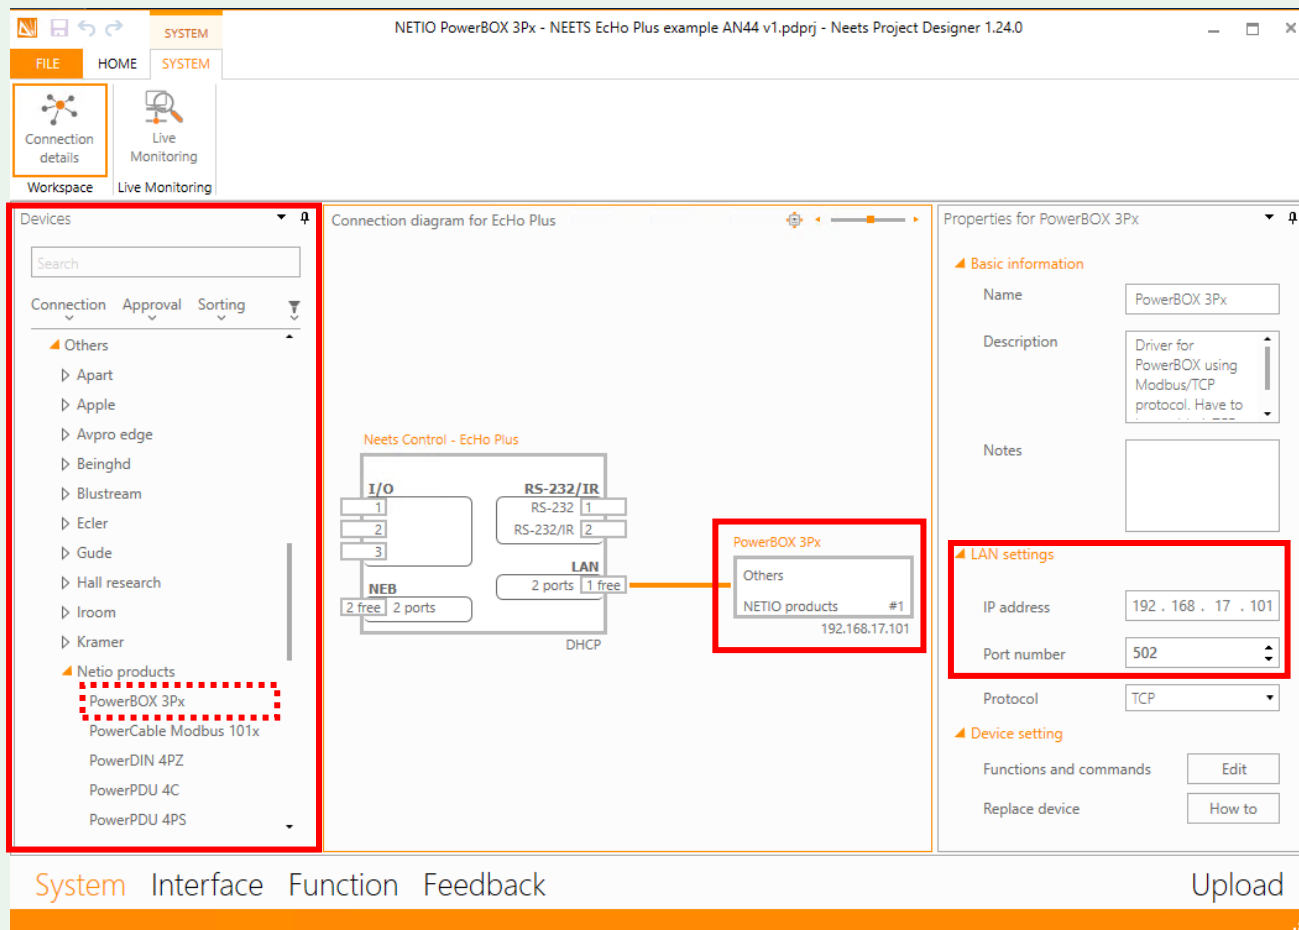 NETIO PowerBOX 3Px - NEETS EcHo Plus example AN44 v1.pdprj - Neets Project Designer 1.24.0
SYSTEM
FILE
HOME
SYSTEM
Connection
details
Live
Monitoring
Workspace
Live Monitoring
Devices
Search
Connection
Approval
Sorting
Others
Apart
Apple
Avpro edge
Beinghd
Blustream
Ecler
Gude
Hall research
Iroom
Kramer
Netio products
PowerBOX 3Px
PowerCable Modbus 101x
PowerDIN 4PZ
PowerPDU 4C
PowerPDU 4PS
Connection diagram for EcHo Plus
Neets Control - EcHo Plus
I/O
1
2
3
RS-232/IR
RS-232 1
RS-232/IR 2
LAN
2 ports 1 free
NEB
2 free 2 ports
DHCP
PowerBOX 3Px
Others
NETIO products #1
192.168.17.101
Properties for PowerBOX 3Px
Basic information
Name
PowerBOX 3Px
Description
Driver for
PowerBOX using
Modbus/TCP
protocol. Have to
Notes
LAN settings
IP address
192 . 168 . 17 . 101
Port number
502
Protocol
TCP
Device setting
Functions and commands
Edit
Replace device
How to
System
Interface
Function
Feedback
Upload